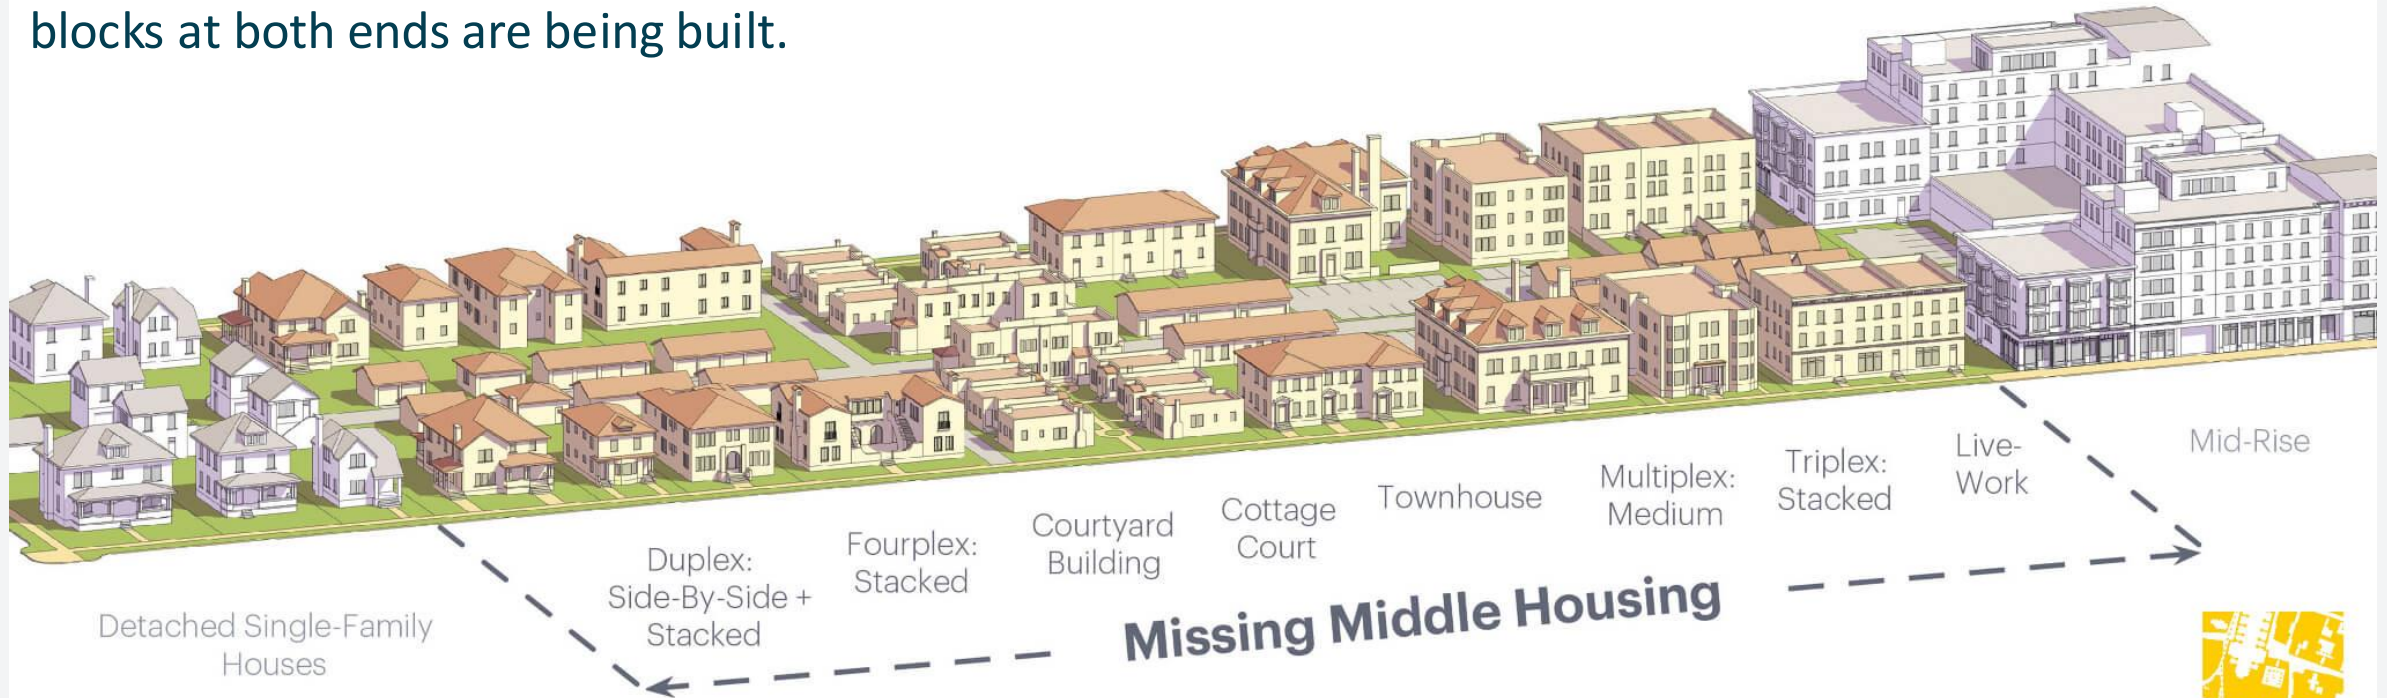 blocks at both ends are being built.
Detached Single-Family
Houses
Duplex:
Side-By-Side +
Stacked
Fourplex:
Stacked
Courtyard
Building
Cottage
Court
Townhouse
Multiplex:
Medium
Triplex:
Stacked
Live-
Work
Mid-Rise
Missing Middle Housing